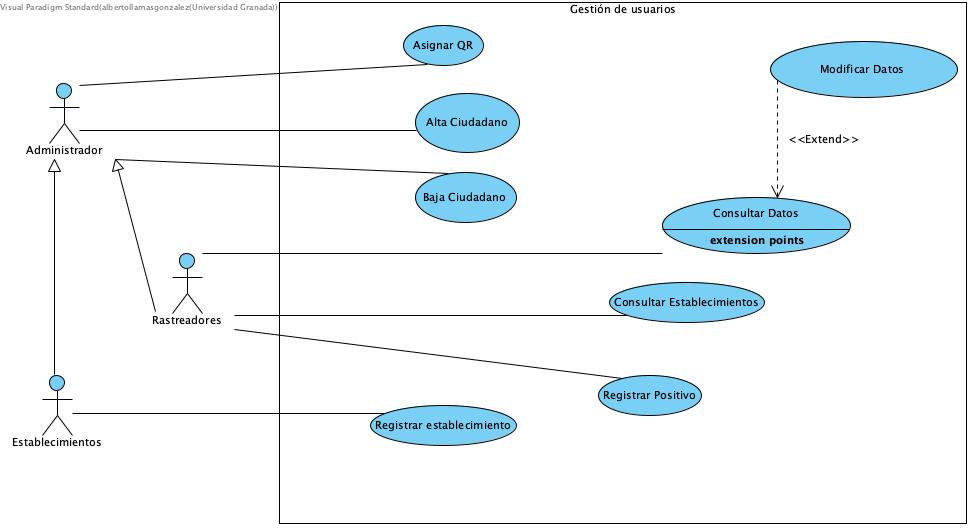 Visual Paradigm Standard(albertollamasgonzalez(Universidad Granada))
Gestión de usuarios
Asignar QR
Modificar Datos
Alta Ciudadano
<<Extend>>
Administrador
Baja Ciudadano
Consultar Datos
extension points
Consultar Establecimientos
Rastreadores
Registrar Positivo
Registrar establecimiento
Establecimientos